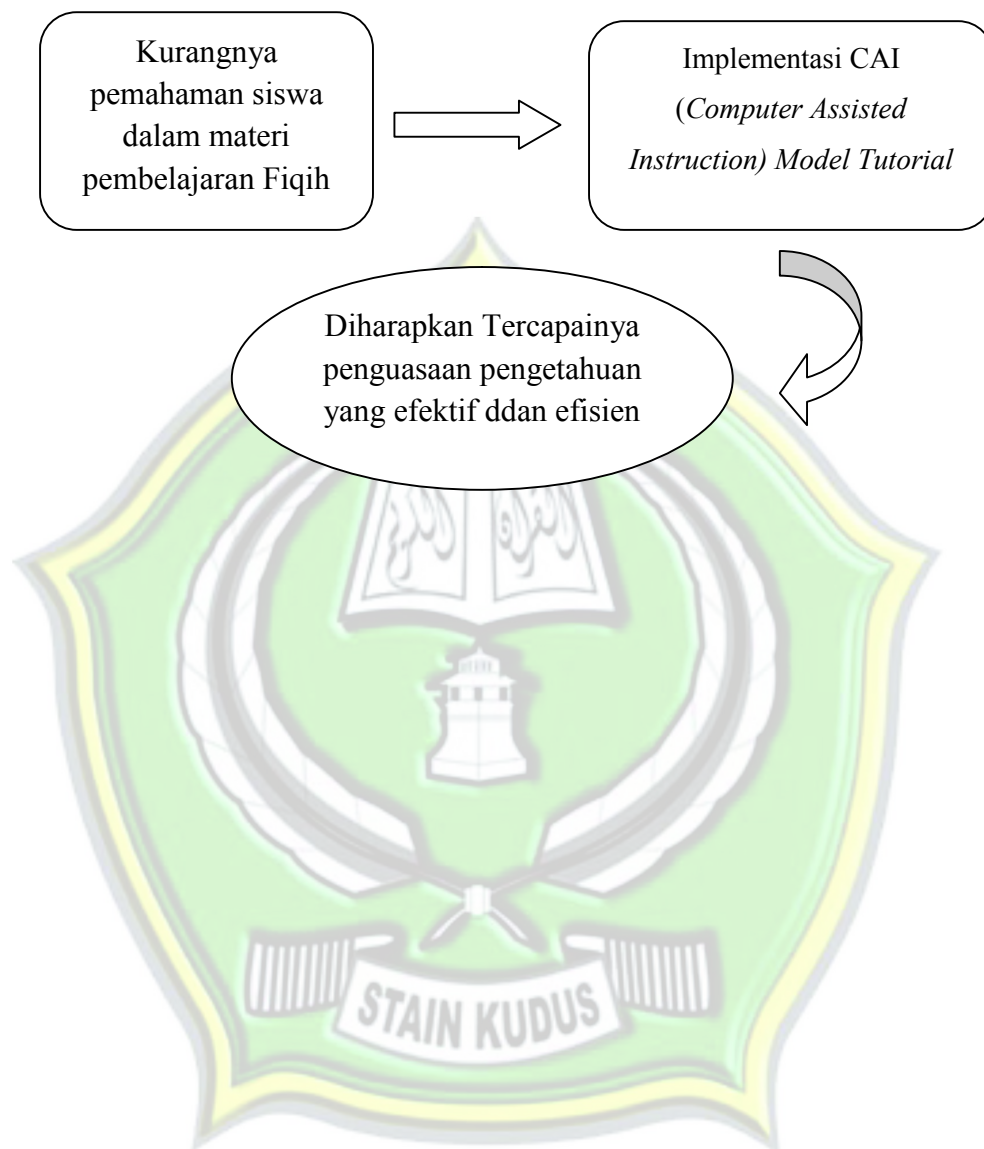 Kurangnya
pemahaman siswa
dalam materi
pembelajaran Fiqih
Implementasi CAI
(Computer Assisted
Instruction) Model Tutorial
Diharapkan Tercapainya
penguasaan pengetahuan
yang efektif ddan efisien
STAIN KUDUS